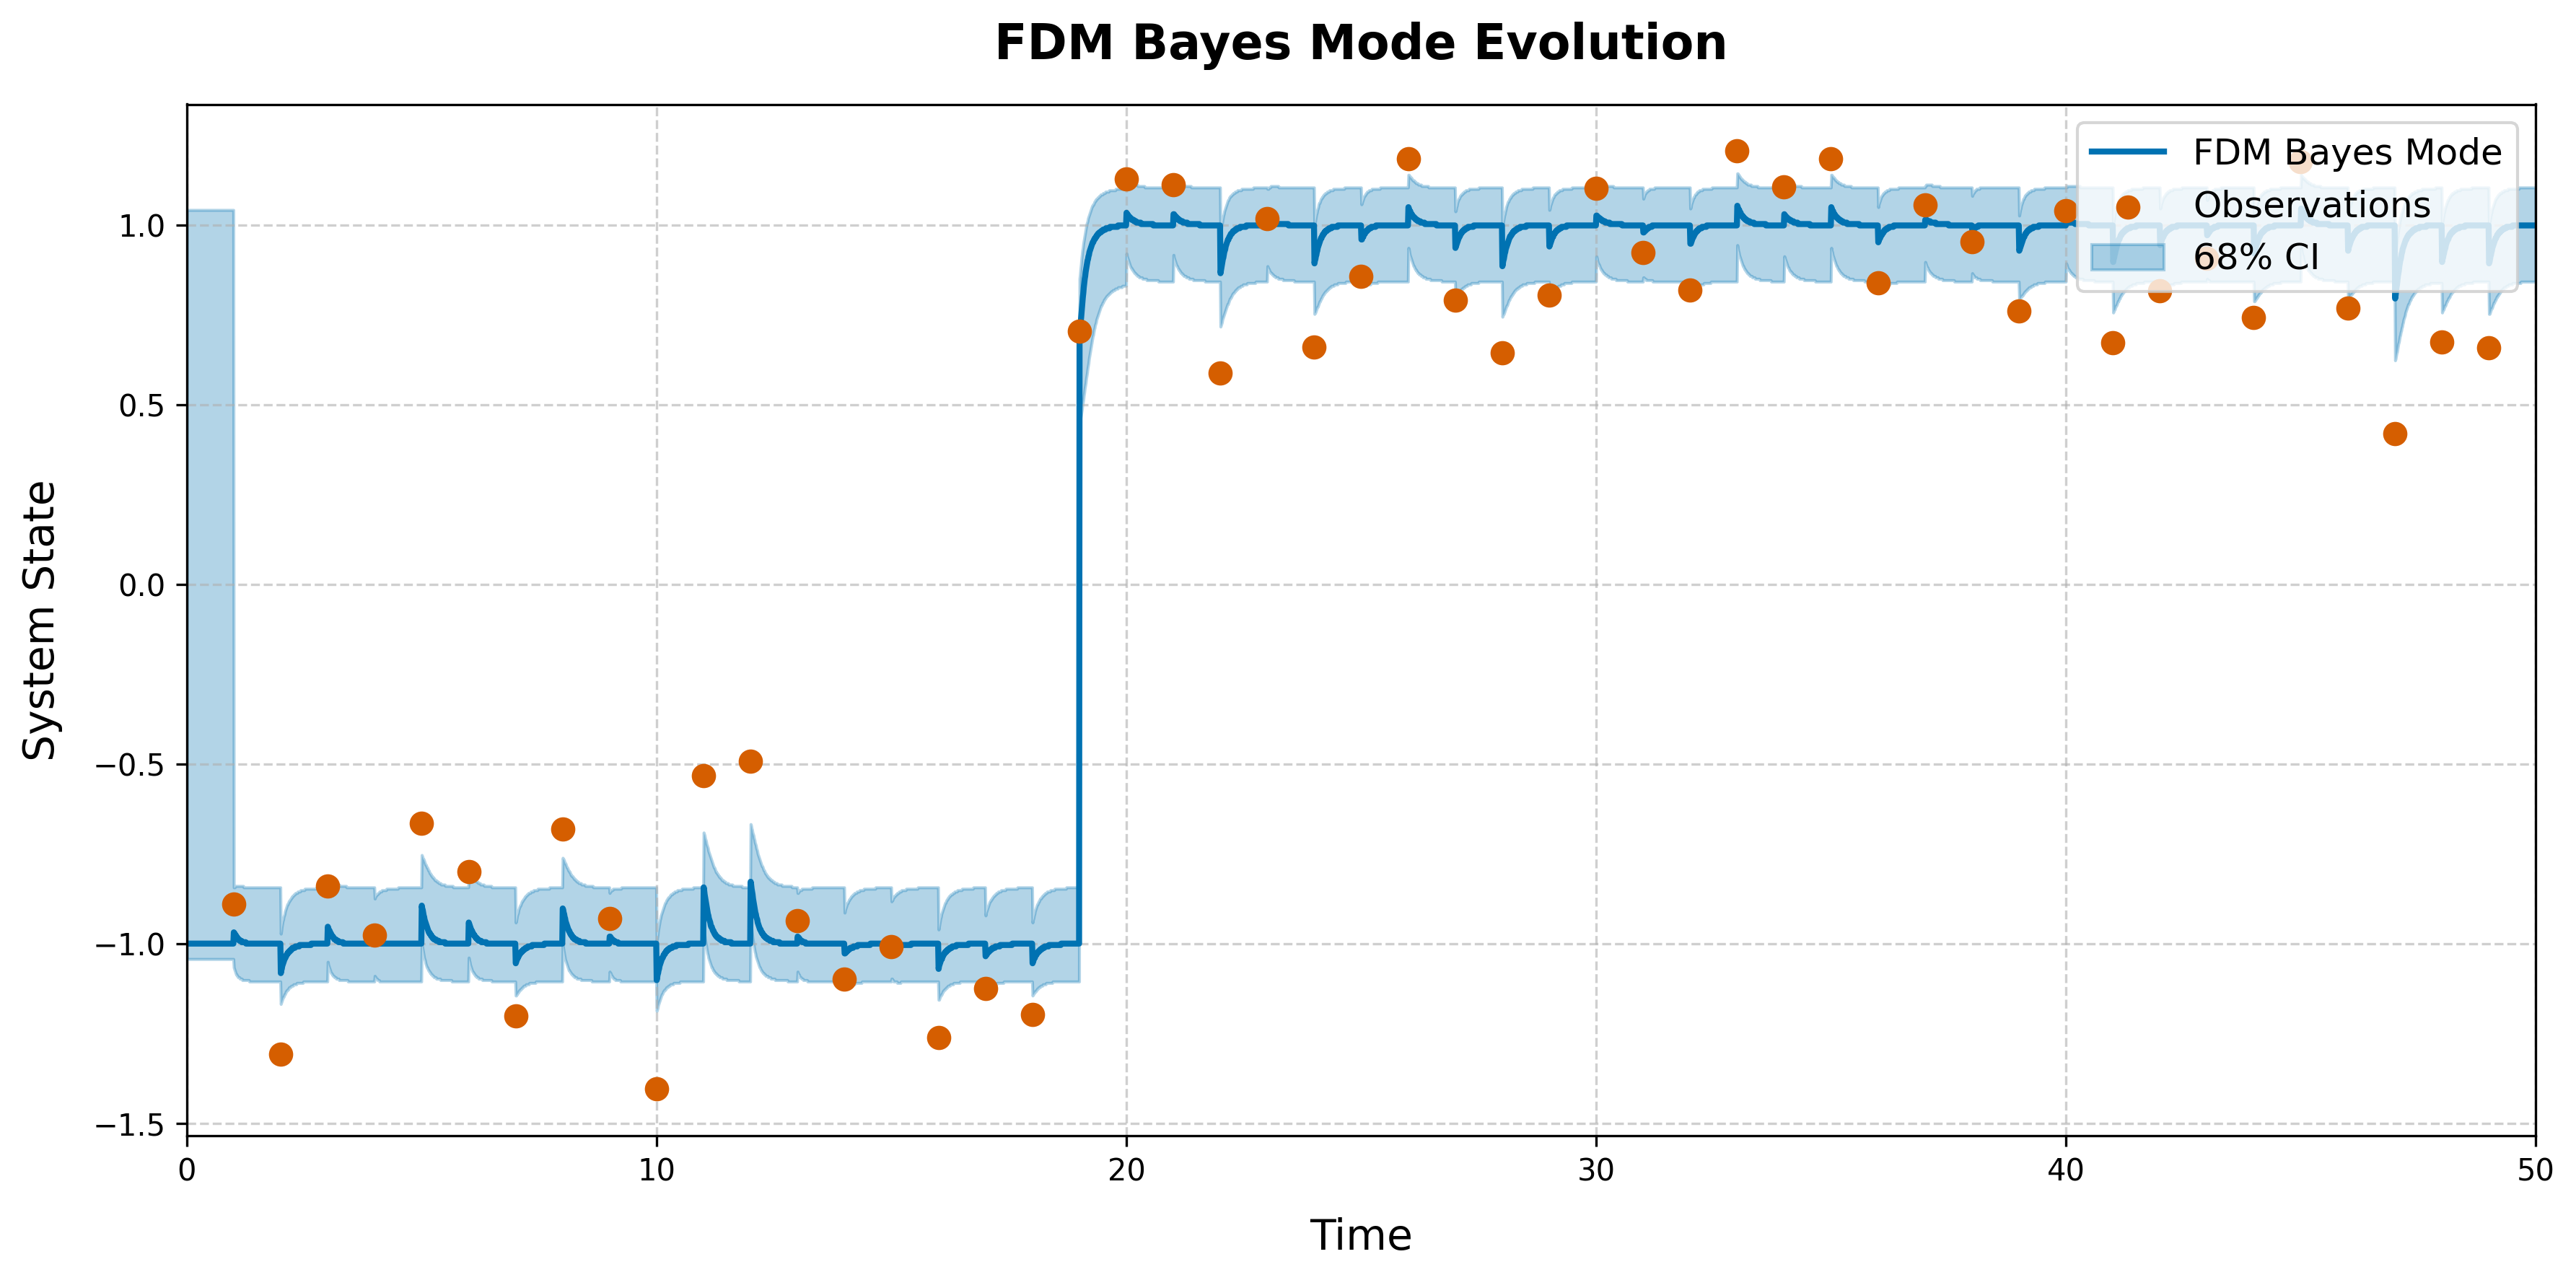 FDM Bayes Mode Evolution
FDM Bayes Mode
Observations
68% CI
System State
1.0
0.5
0.0
−0.5
−1.0
−1.5
0 10 20 30 40 50
Time